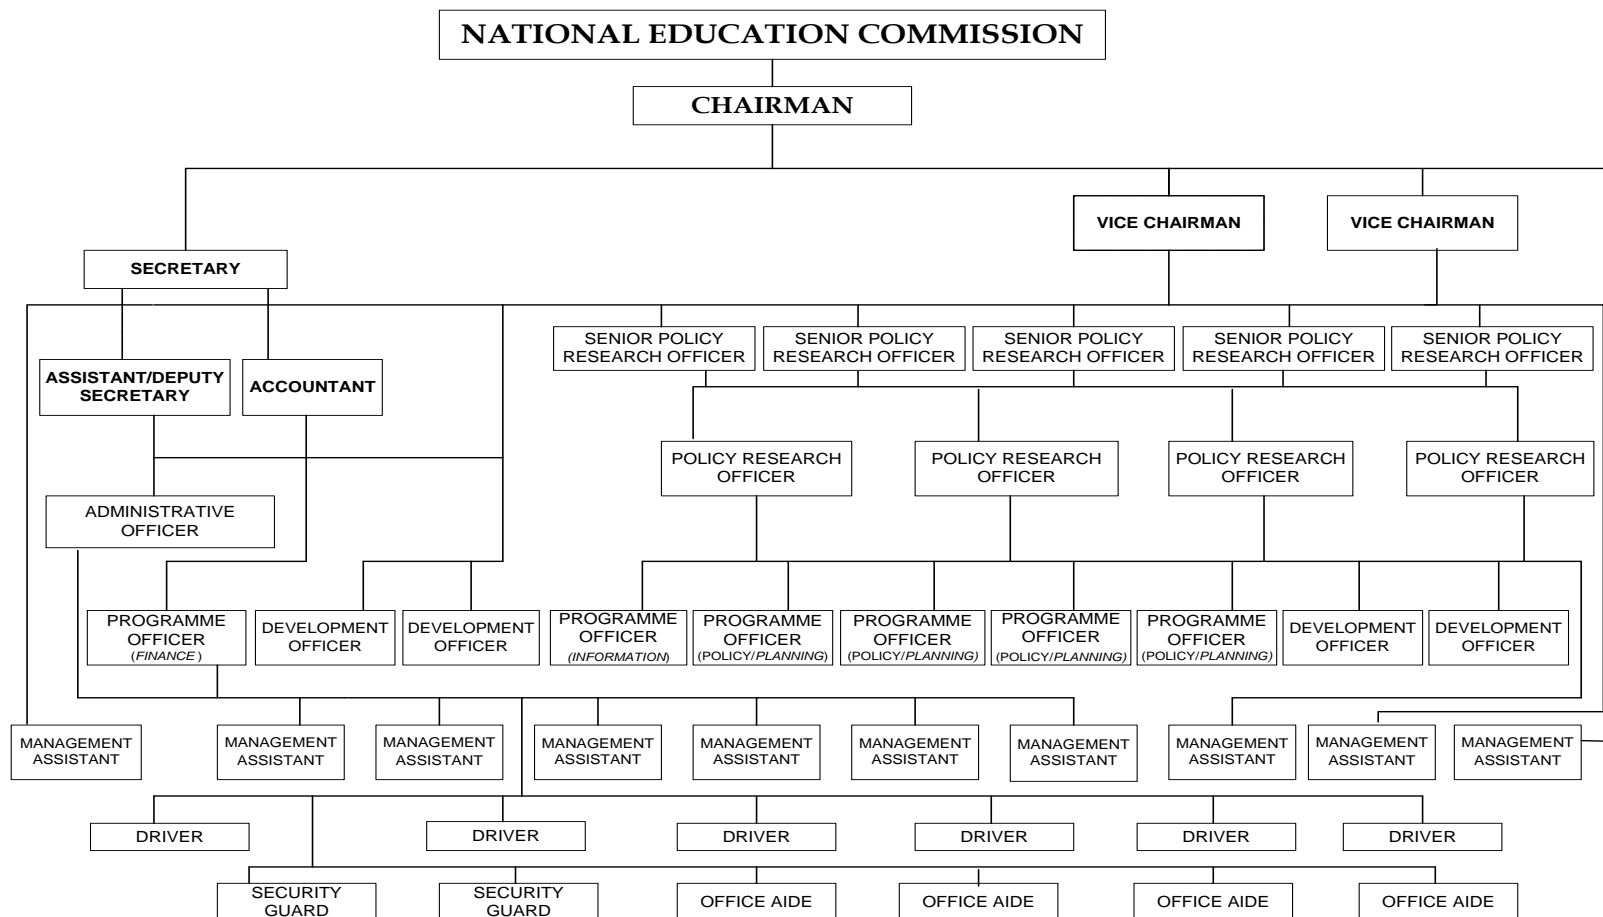 NATIONAL EDUCATION COMMISSION
CHAIRMAN
VICE CHAIRMAN
VICE CHAIRMAN
SECRETARY
SENIOR POLICY
RESEARCH OFFICER
SENIOR POLICY
RESEARCH OFFICER
SENIOR POLICY
RESEARCH OFFICER
SENIOR POLICY
RESEARCH OFFICER
SENIOR POLICY
RESEARCH OFFICER
ASSISTANT/DEPUTY
SECRETARY
ACCOUNTANT
POLICY RESEARCH
OFFICER
POLICY RESEARCH
OFFICER
POLICY RESEARCH
OFFICER
POLICY RESEARCH
OFFICER
ADMINISTRATIVE
OFFICER
PROGRAMME
OFFICER
(FINANCE )
DEVELOPMENT
OFFICER
DEVELOPMENT
OFFICER
PROGRAMME
OFFICER
(INFORMATION)
PROGRAMME
OFFICER
(POLICY/PLANNING)
PROGRAMME
OFFICER
(POLICY/PLANNING)
PROGRAMME
OFFICER
(POLICY/PLANNING)
PROGRAMME
OFFICER
(POLICY/PLANNING)
DEVELOPMENT
OFFICER
DEVELOPMENT
OFFICER
MANAGEMENT
ASSISTANT
MANAGEMENT
ASSISTANT
MANAGEMENT
ASSISTANT
MANAGEMENT
ASSISTANT
MANAGEMENT
ASSISTANT
MANAGEMENT
ASSISTANT
MANAGEMENT
ASSISTANT
MANAGEMENT
ASSISTANT
MANAGEMENT
ASSISTANT
MANAGEMENT
ASSISTANT
DRIVER
DRIVER
DRIVER
DRIVER
DRIVER
DRIVER
SECURITY
GUARD
SECURITY
GUARD
OFFICE AIDE
OFFICE AIDE
OFFICE AIDE
OFFICE AIDE